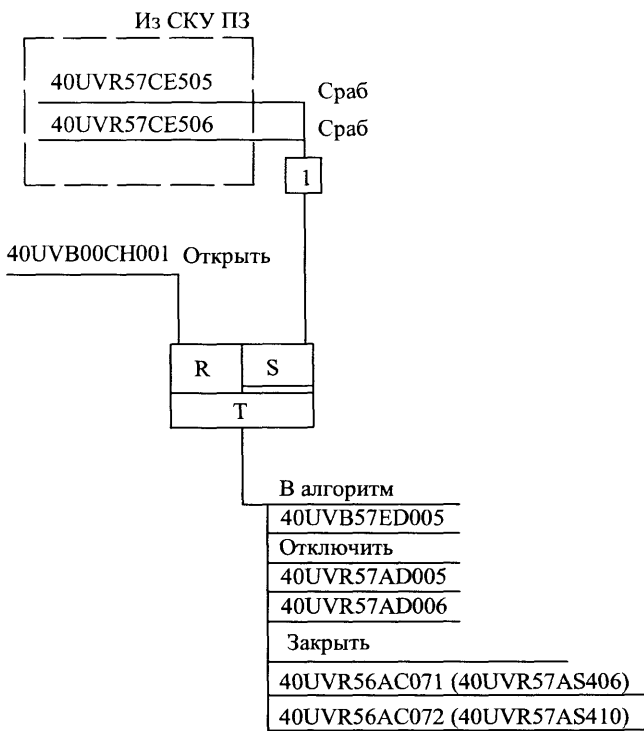 Из СКУ ПЗ
40UVR57CE505
Сраб
40UVR57CE506
Сраб
1
40UVB00CH001 Открыть
R
S
T
В алгоритм
40UVB57ED005
Отключить
40UVR57AD005
40UVR57AD006
Закрыть
40UVR56AC071 (40UVR57AS406)
40UVR56AC072 (40UVR57AS410)